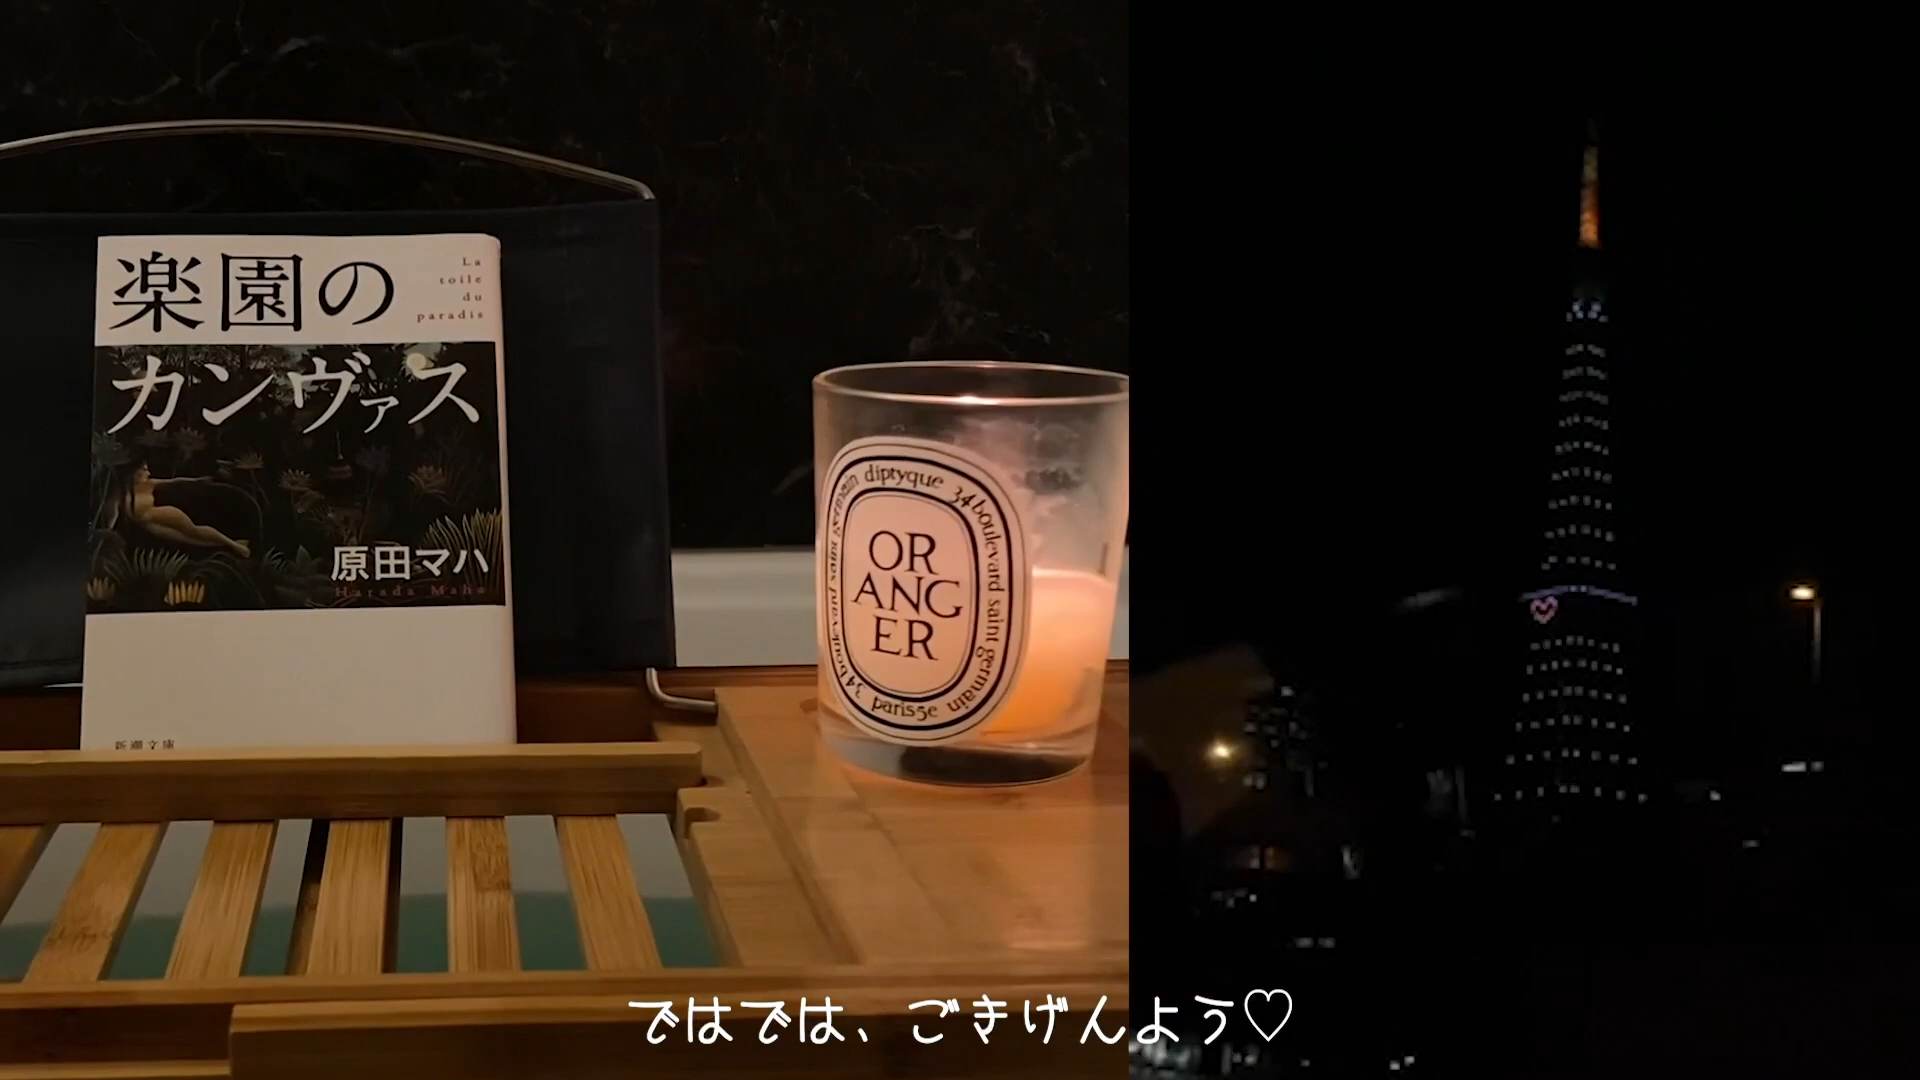 楽園の
カンヴァス
La
toile
du
paradis
原田マハ
Harada Maha
新潮文庫
diptyque 34 boulevard saint germain paris5e 34 boulevard saint germain
OR
ANG
ER
ではでは、ごきげんよう♡